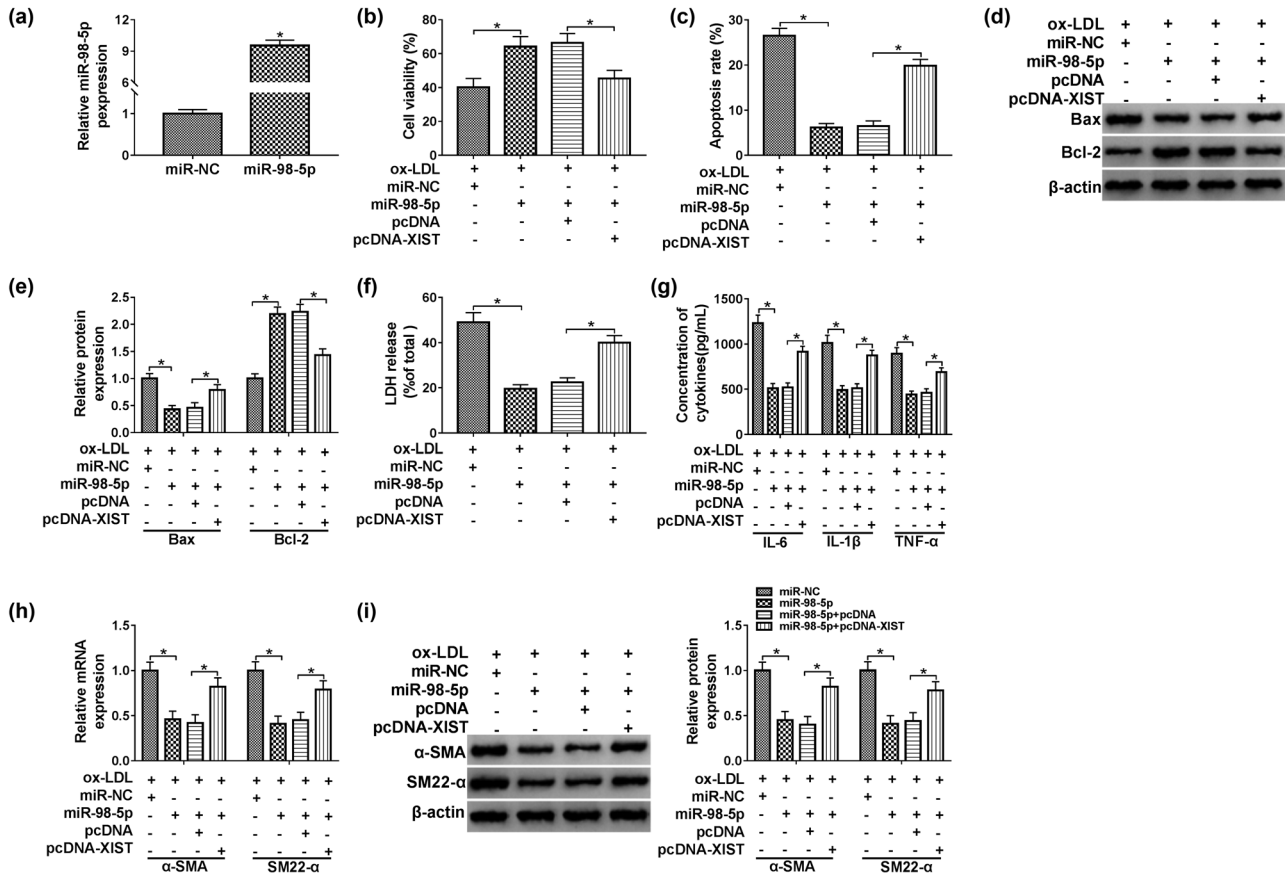 (a)
Relative miR-98-5p
pexpression
12
9
6
1
0
miR-NC
miR-98-5p
*
(b)
Cell viability (%)
80
60
40
20
0
*
*
ox-LDL + + + +
miR-NC + - - -
miR-98-5p - + + +
pcDNA - - + -
pcDNA-XIST - - - +
(c)
Apoptosis rate (%)
30
20
10
0
*
*
ox-LDL + + + +
miR-NC + - - -
miR-98-5p - + + +
pcDNA - - + -
pcDNA-XIST - - - +
(d)
ox-LDL + + + +
miR-NC + - - -
miR-98-5p - + + +
pcDNA - - + -
pcDNA-XIST - - - +
Bax
Bcl-2
β-actin
(e)
Relative protein
expression
2.5
2.0
1.5
1.0
0.5
0.0
*
*
*
*
ox-LDL + + + + + + + +
miR-NC + - - - + - - -
miR-98-5p - + + + - + + +
pcDNA - - + - - - + -
pcDNA-XIST - - - + - - - +
Bax
Bcl-2
(f)
LDH release
(%of total )
60
40
20
0
*
*
ox-LDL + + + +
miR-NC + - - -
miR-98-5p - + + +
pcDNA - - + -
pcDNA-XIST - - - +
(g)
Concentration of
cytokines(pg/mL)
1500
1000
500
0
*
*
*
*
*
*
ox-LDL + + + + + + + + + + + +
miR-NC + - - - + - - - + - - -
miR-98-5p - + + + - + + + - + + +
pcDNA - - + - - - + - - - + -
pcDNA-XIST - - - + - - - + - - - +
IL-6
IL-1β
TNF-α
(h)
Relative mRNA
expression
1.5
1.0
0.5
0.0
*
*
*
*
ox-LDL + + + + + + + +
miR-NC + - - - + - - -
miR-98-5p - + + + - + + +
pcDNA - - + - - - + -
pcDNA-XIST - - - + - - - +
α-SMA
SM22-α
(i)
ox-LDL + + + +
miR-NC + - - -
miR-98-5p - + + +
pcDNA - - + -
pcDNA-XIST - - - +
α-SMA
SM22-α
β-actin
miR-NC
miR-98-5p
miR-98-5p+pcDNA
miR-98-5p+pcDNA-XIST
Relative protein
expression
1.5
1.0
0.5
0.0
*
*
*
*
ox-LDL + + + + + + + +
miR-NC + - - - + - - -
miR-98-5p - + + + - + + +
pcDNA - - + - - - + -
pcDNA-XIST - - - + - - - +
α-SMA
SM22-α